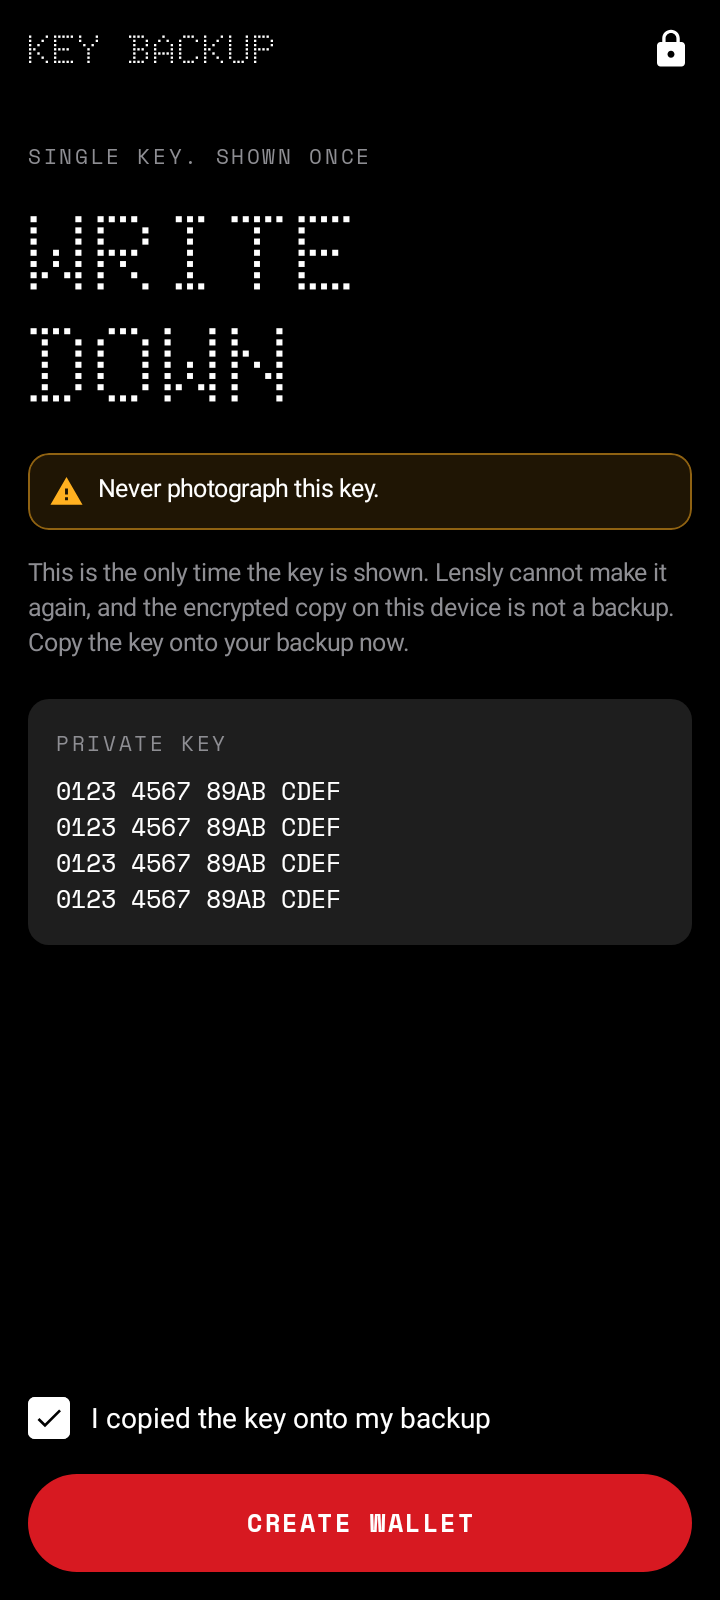 KEY BACKUP
SINGLE KEY. SHOWN ONCE
WRITE
DOWN
Never photograph this key.
This is the only time the key is shown. Lensly cannot make it
again, and the encrypted copy on this device is not a backup.
Copy the key onto your backup now.
PRIVATE KEY
0123 4567 89AB CDEF
0123 4567 89AB CDEF
0123 4567 89AB CDEF
0123 4567 89AB CDEF
I copied the key onto my backup
CREATE WALLET